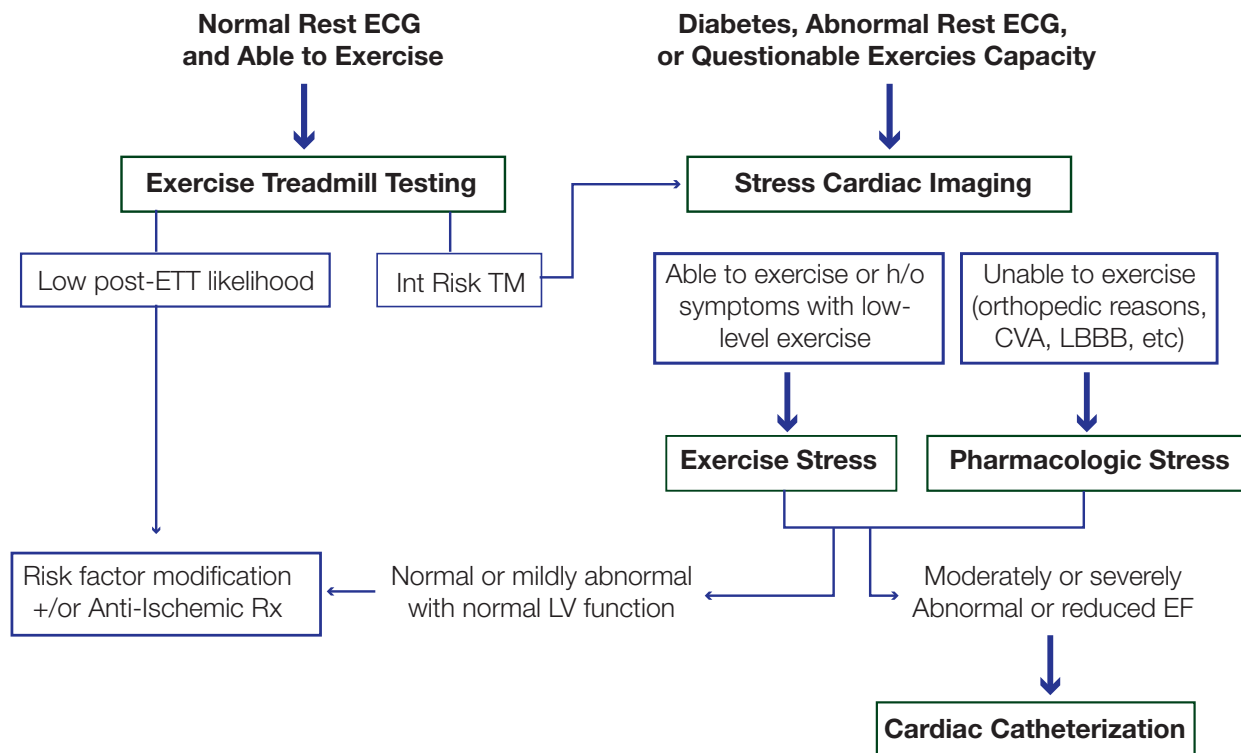 Normal Rest ECG
and Able to Exercise
Diabetes, Abnormal Rest ECG,
or Questionable Exercies Capacity
Exercise Treadmill Testing
Stress Cardiac Imaging
Low post-ETT likelihood
Int Risk TM
Able to exercise or h/o
symptoms with low-
level exercise
Unable to exercise
(orthopedic reasons,
CVA, LBBB, etc)
Exercise Stress
Pharmacologic Stress
Risk factor modification
+/or Anti-Ischemic Rx
Normal or mildly abnormal
with normal LV function
Moderately or severely
Abnormal or reduced EF
Cardiac Catheterization